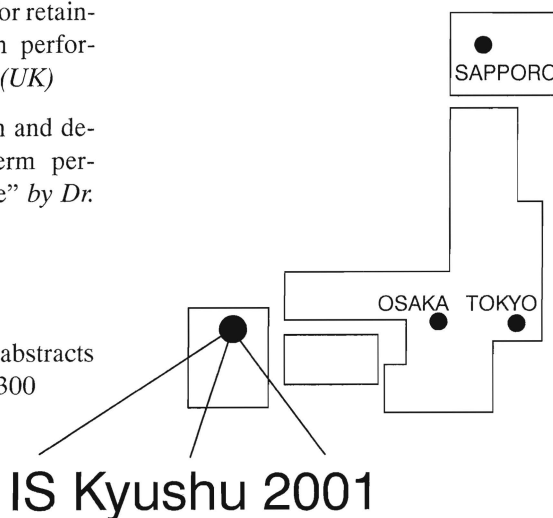 or retain-
n perfor-
(UK)
n and de-
erm per-
e” by Dr.
abstracts
300
SAPPORO
OSAKA TOKYO
IS Kyushu 2001